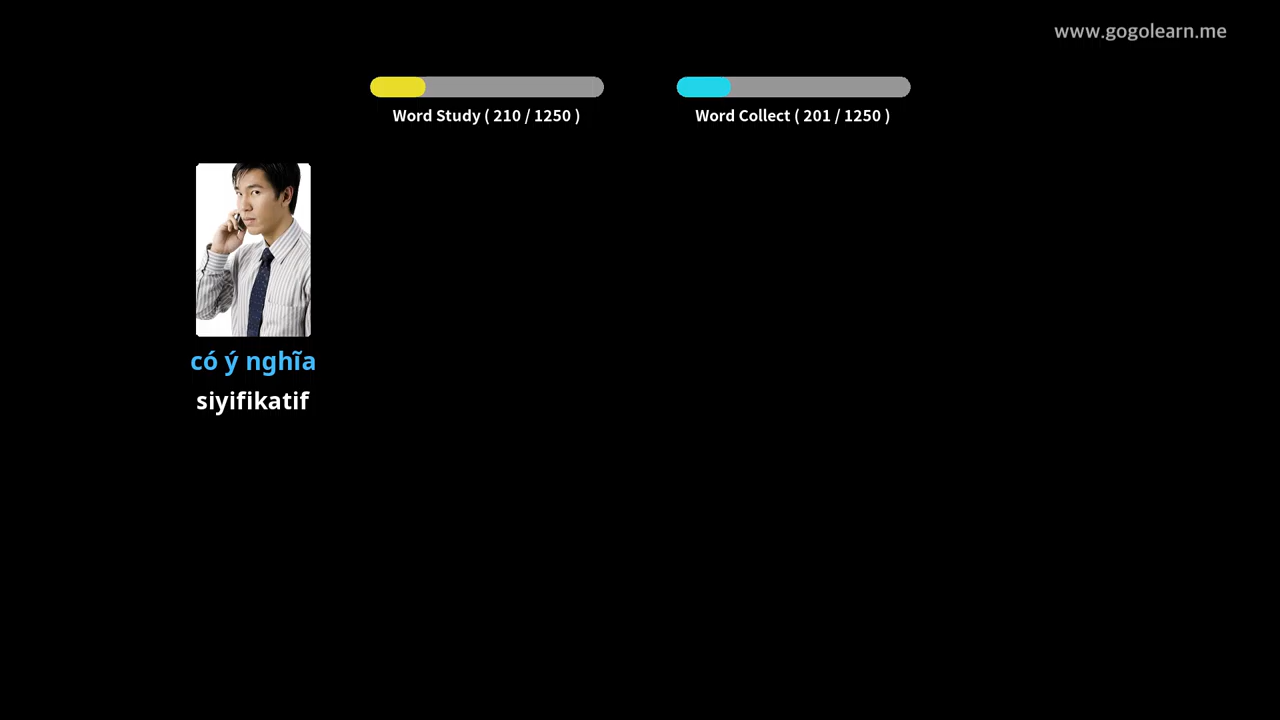 www.gogolearn.me
Word Study ( 210 / 1250 )
Word Collect ( 201 / 1250 )
có ý nghĩa
siyifikatif